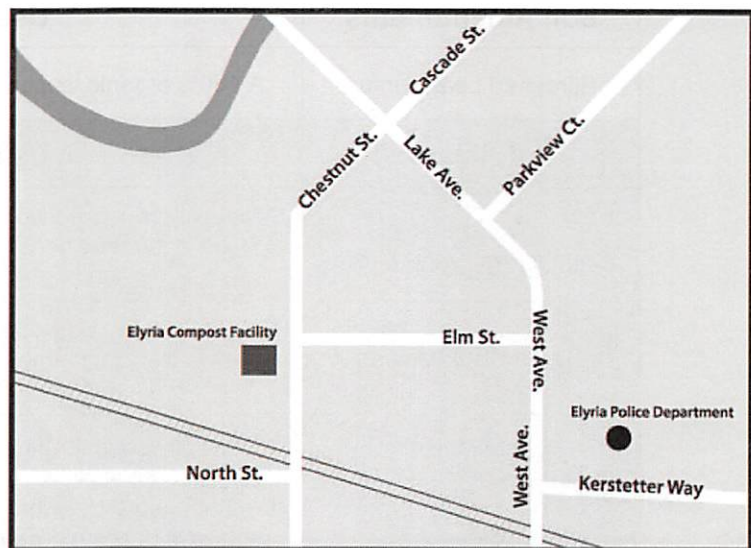 Cascade St.
Chestnut St.
Lake Ave.
Parkview Ct.
Elyria Compost Facility
Elm St.
West Ave.
Elyria Police Department
West Ave.
North St.
Kerstetter Way